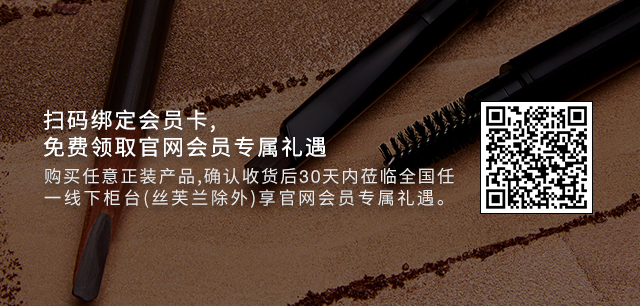 扫码绑定会员卡，
免费领取官网会员专属礼遇
购买任意正装产品,确认收货后30天内莅临全国任
一线下柜台(丝芙兰除外)享官网会员专属礼遇。